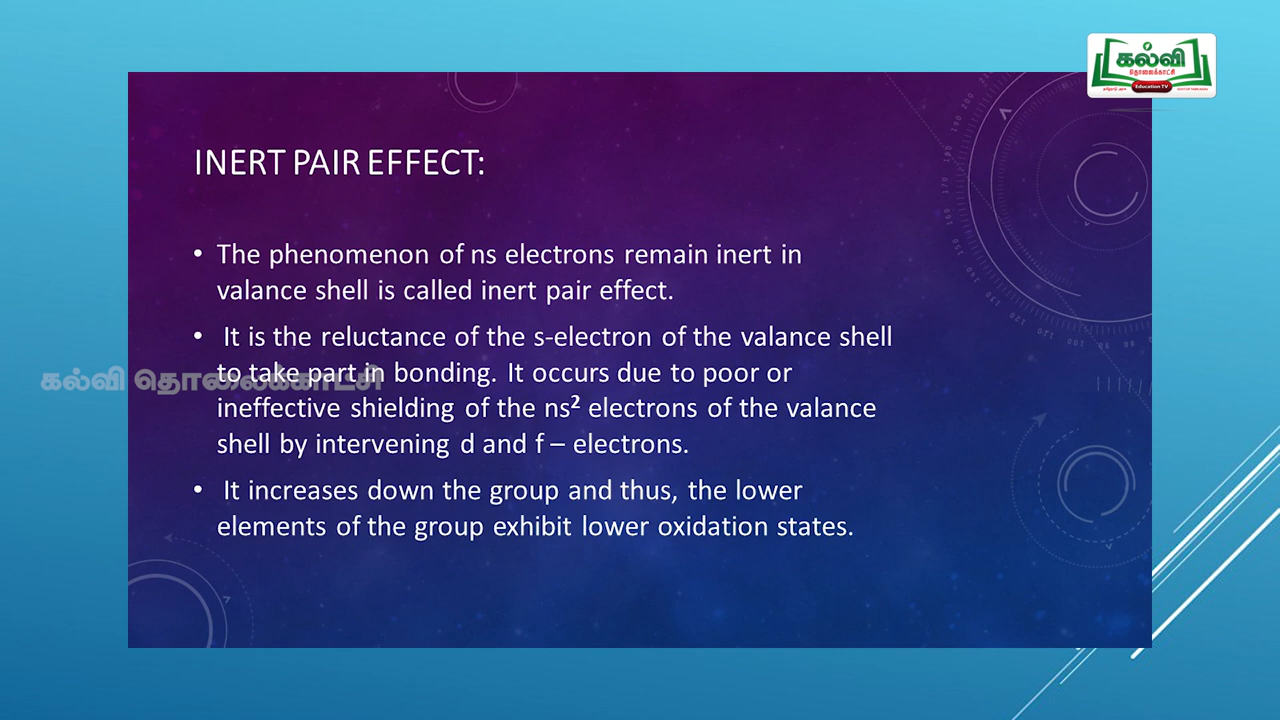 கல்வி
தொலைக்காட்சி
Education TV
INERT PAIR EFFECT:
• The phenomenon of ns electrons remain inert in
valance shell is called inert pair effect.
• It is the reluctance of the s-electron of the valance shell
to take part in bonding. It occurs due to poor or
கல்வி தொலைக்காட்சி
ineffective shielding of the ns² electrons of the valance
shell by intervening d and f – electrons.
• It increases down the group and thus, the lower
elements of the group exhibit lower oxidation states.